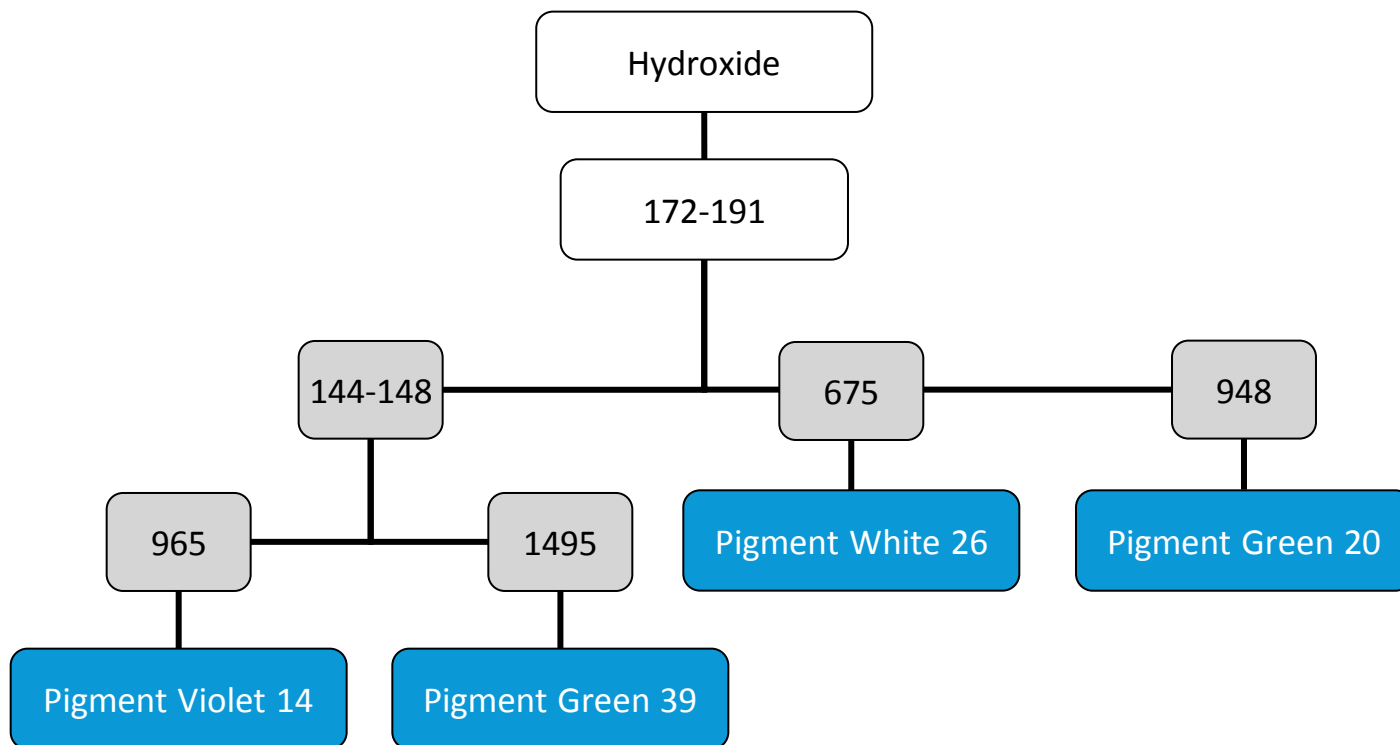 Hydroxide
172-191
144-148
675
948
965
1495
Pigment White 26
Pigment Green 20
Pigment Violet 14
Pigment Green 39